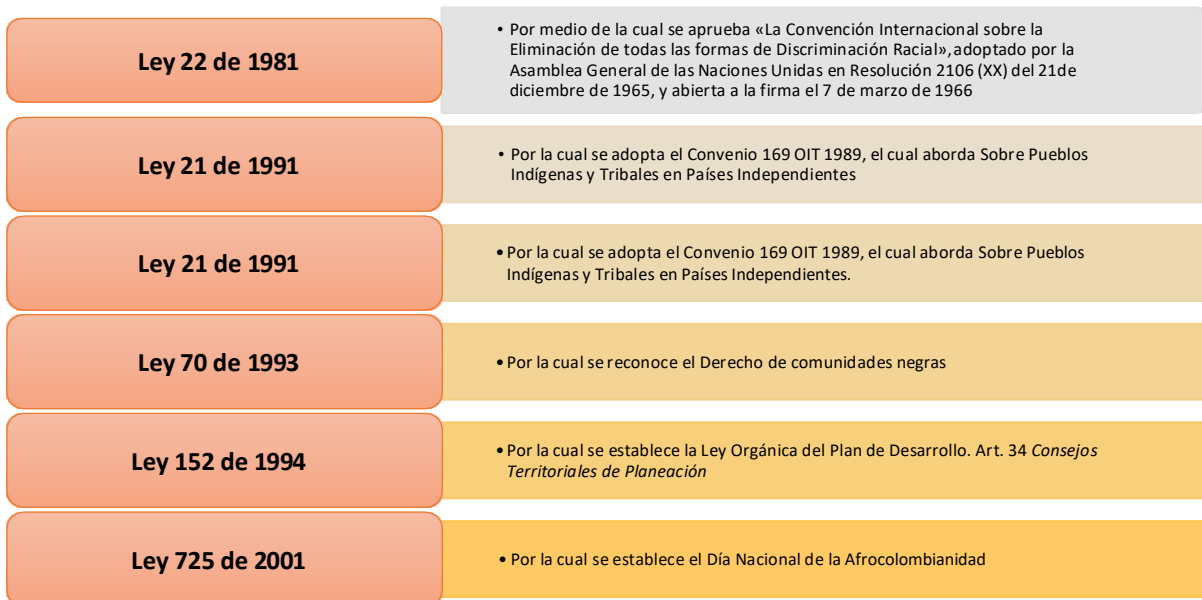 Ley 22 de 1981
• Por medio de la cual se aprueba «La Convención Internacional sobre la
Eliminación de todas las formas de Discriminación Racial», adoptado por la
Asamblea General de las Naciones Unidas en Resolución 2106 (XX) del 21de
diciembre de 1965, y abierta a la firma el 7 de marzo de 1966
Ley 21 de 1991
• Por la cual se adopta el Convenio 169 OIT 1989, el cual aborda Sobre Pueblos
Indígenas y Tribales en Países Independientes
Ley 21 de 1991
• Por la cual se adopta el Convenio 169 OIT 1989, el cual aborda Sobre Pueblos
Indígenas y Tribales en Países Independientes.
Ley 70 de 1993
• Por la cual se reconoce el Derecho de comunidades negras
Ley 152 de 1994
• Por la cual se establece la Ley Orgánica del Plan de Desarrollo. Art. 34 Consejos
Territoriales de Planeación
Ley 725 de 2001
• Por la cual se establece el Día Nacional de la Afrocolombianidad